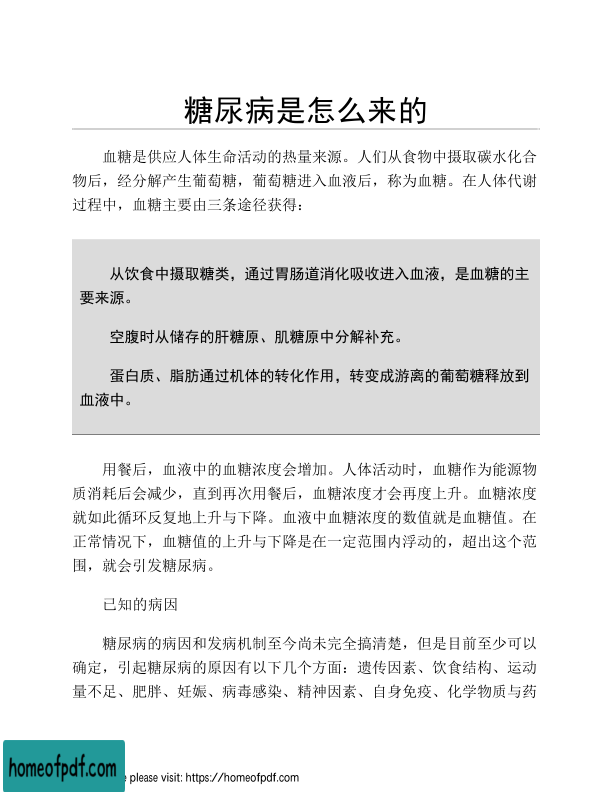 糖尿病是怎么来的
血糖是供应人体生命活动的热量来源。人们从食物中摄取碳水化合
物后，经分解产生葡萄糖，葡萄糖进入血液后，称为血糖。在人体代谢
过程中，血糖主要由三条途径获得：
从饮食中摄取糖类，通过胃肠道消化吸收进入血液，是血糖的主
要来源。
空腹时从储存的肝糖原、肌糖原中分解补充。
蛋白质、脂肪通过机体的转化作用，转变成游离的葡萄糖释放到
血液中。
用餐后，血液中的血糖浓度会增加。人体活动时，血糖作为能源物
质消耗后会减少，直到再次用餐后，血糖浓度才会再度上升。血糖浓度
就如此循环反复地上升与下降。血液中血糖浓度的数值就是血糖值。在
正常情况下，血糖值的上升与下降是在一定范围内浮动的，超出这个范
围，就会引发糖尿病。
已知的病因
糖尿病的病因和发病机制至今尚未完全搞清楚，但是目前至少可以
确定，引起糖尿病的原因有以下几个方面：遗传因素、饮食结构、运动
量不足、肥胖、妊娠、病毒感染、精神因素、自身免疫、化学物质与药
homeofpdf.com
please visit: https://homeofpdf.com